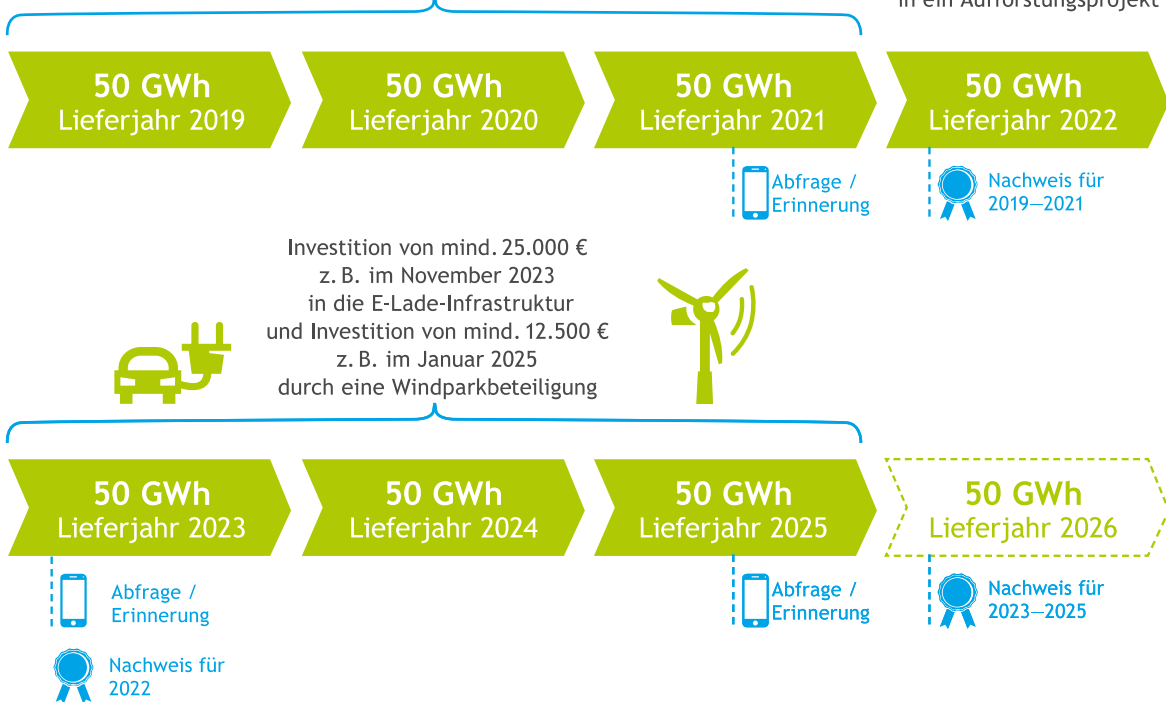 in ein Aufforstungsprojekt
50 GWh
Lieferjahr 2019
50 GWh
Lieferjahr 2020
50 GWh
Lieferjahr 2021
50 GWh
Lieferjahr 2022
Abfrage /
Erinnerung
Nachweis für
2019—2021
Investition von mind. 25.000 €
z. B. im November 2023
in die E-Lade-Infrastruktur
und Investition von mind. 12.500 €
z. B. im Januar 2025
durch eine Windparkbeteiligung
50 GWh
Lieferjahr 2023
50 GWh
Lieferjahr 2024
50 GWh
Lieferjahr 2025
50 GWh
Lieferjahr 2026
Abfrage /
Erinnerung
Abfrage /
Erinnerung
Nachweis für
2023—2025
Nachweis für
2022